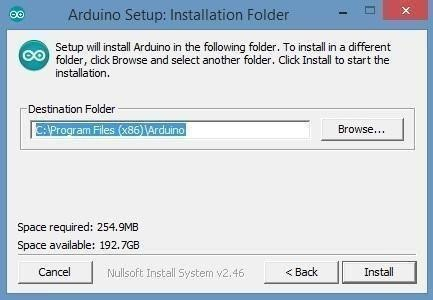 Arduino Setup: Installation Folder
Setup will install Arduino in the following folder. To install in a different
folder, click Browse and select another folder. Click Install to start the
installation.
Destination Folder
C:\Program Files (x86)\Arduino
Browse...
Space required: 254.9MB
Space available: 192.7GB
Cancel
Nullsoft Install System v2.46
< Back
Install